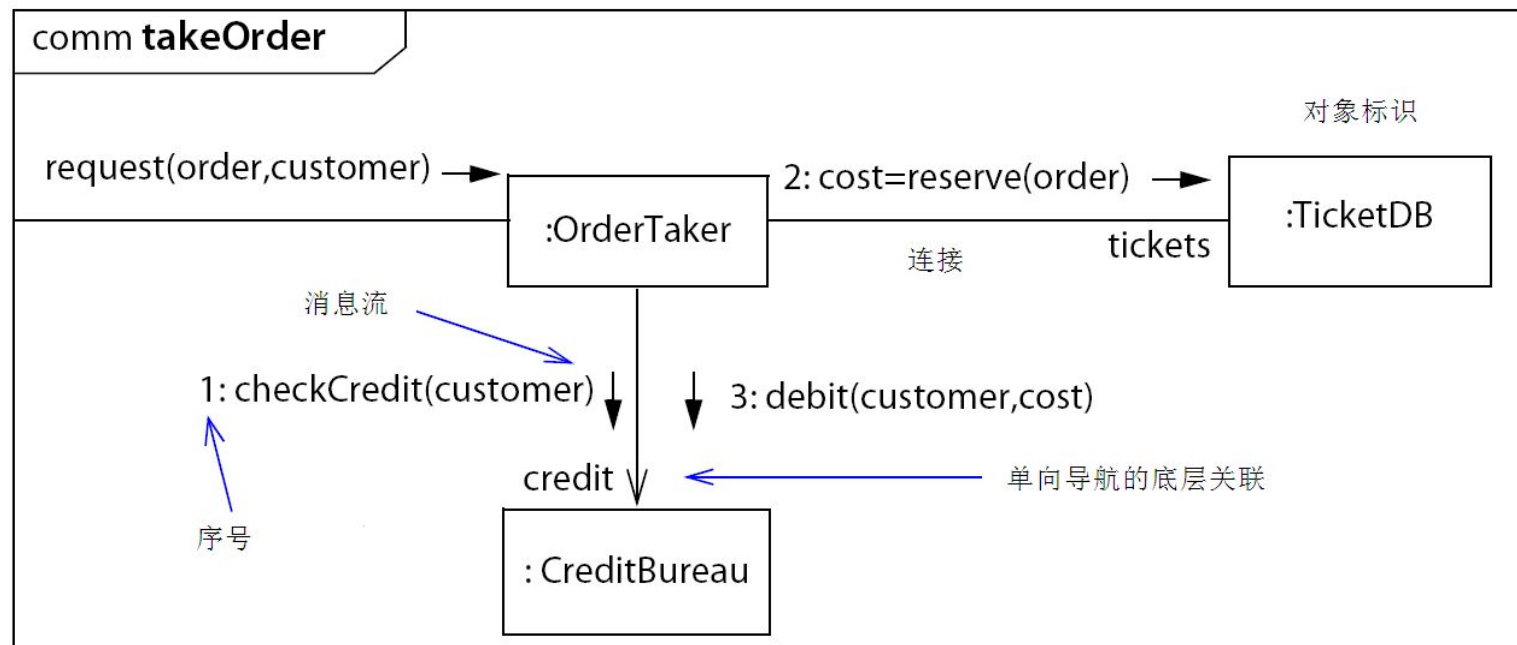 comm takeOrder
对象标识
request(order,customer)
2: cost=reserve(order)
:OrderTaker
:TicketDB
tickets
连接
消息流
1: checkCredit(customer)
3: debit(customer,cost)
credit
单向导航的底层关联
序号
: CreditBureau